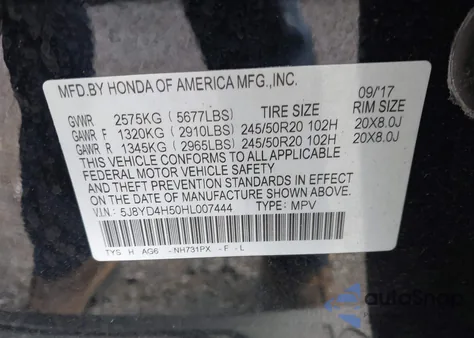 MFD.BY HONDA OF AMERICA MFG.,INC. 09/17
TIRE SIZE RIM SIZE
GVWR 2575KG ( 5677LBS)
GAWR F 1320KG ( 2910LBS) 245/50R20 102H 20X8.0J
GAWR R 1345KG ( 2965LBS) 245/50R20 102H 20X8.0J
THIS VEHICLE CONFORMS TO ALL APPLICABLE
FEDERAL MOTOR VEHICLE SAFETY AND
THEFT PREVENTION STANDARDS IN EFFECT
ON THE DATE OF MANUFACTURE SHOWN ABOVE.
V.I.N: 5J8YD4H50HL007444 TYPE: MPV
TYS H AG6 -NH731PX -F -L
autoSnap